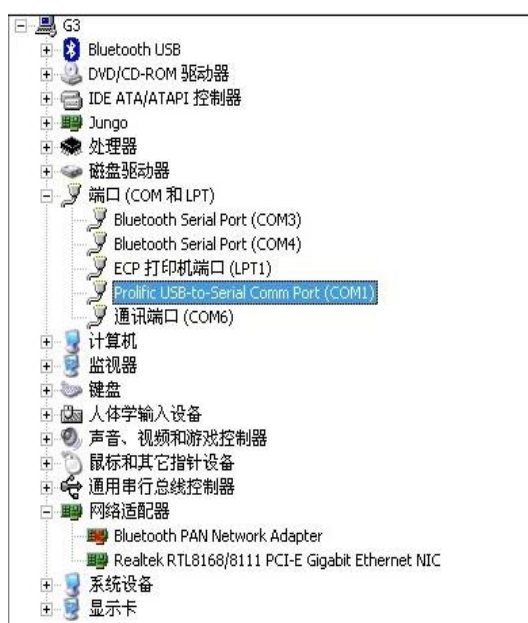 G3
Bluetooth USB
DVD/CD-ROM 驱动器
IDE ATA/ATAPI 控制器
Jungo
处理器
磁盘驱动器
端口 (COM 和 LPT)
Bluetooth Serial Port (COM3)
Bluetooth Serial Port (COM4)
ECP 打印机端口 (LPT1)
Prolific USB-to-Serial Comm Port (COM1)
通讯端口 (COM6)
计算机
监视器
键盘
人体学输入设备
声音、视频和游戏控制器
鼠标和其它指针设备
通用串行总线控制器
网络适配器
Bluetooth PAN Network Adapter
Realtek RTL8168/8111 PCI-E Gigabit Ethernet NIC
系统设备
显示卡